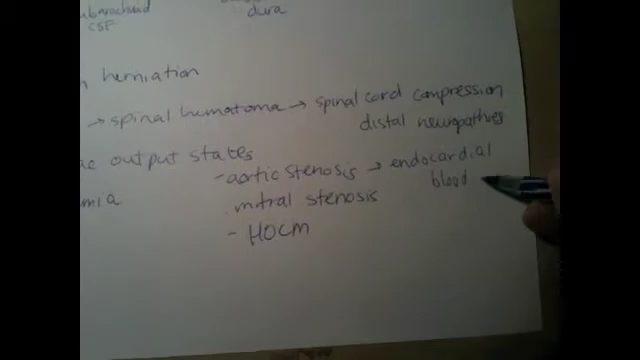 subarachnoid
CSF
dura
herniation
→ spinal hematoma → spinal cord compression
distal neuropathies
output states
- aortic stenosis → endocardial
blood
- mitral stenosis
- HOCM